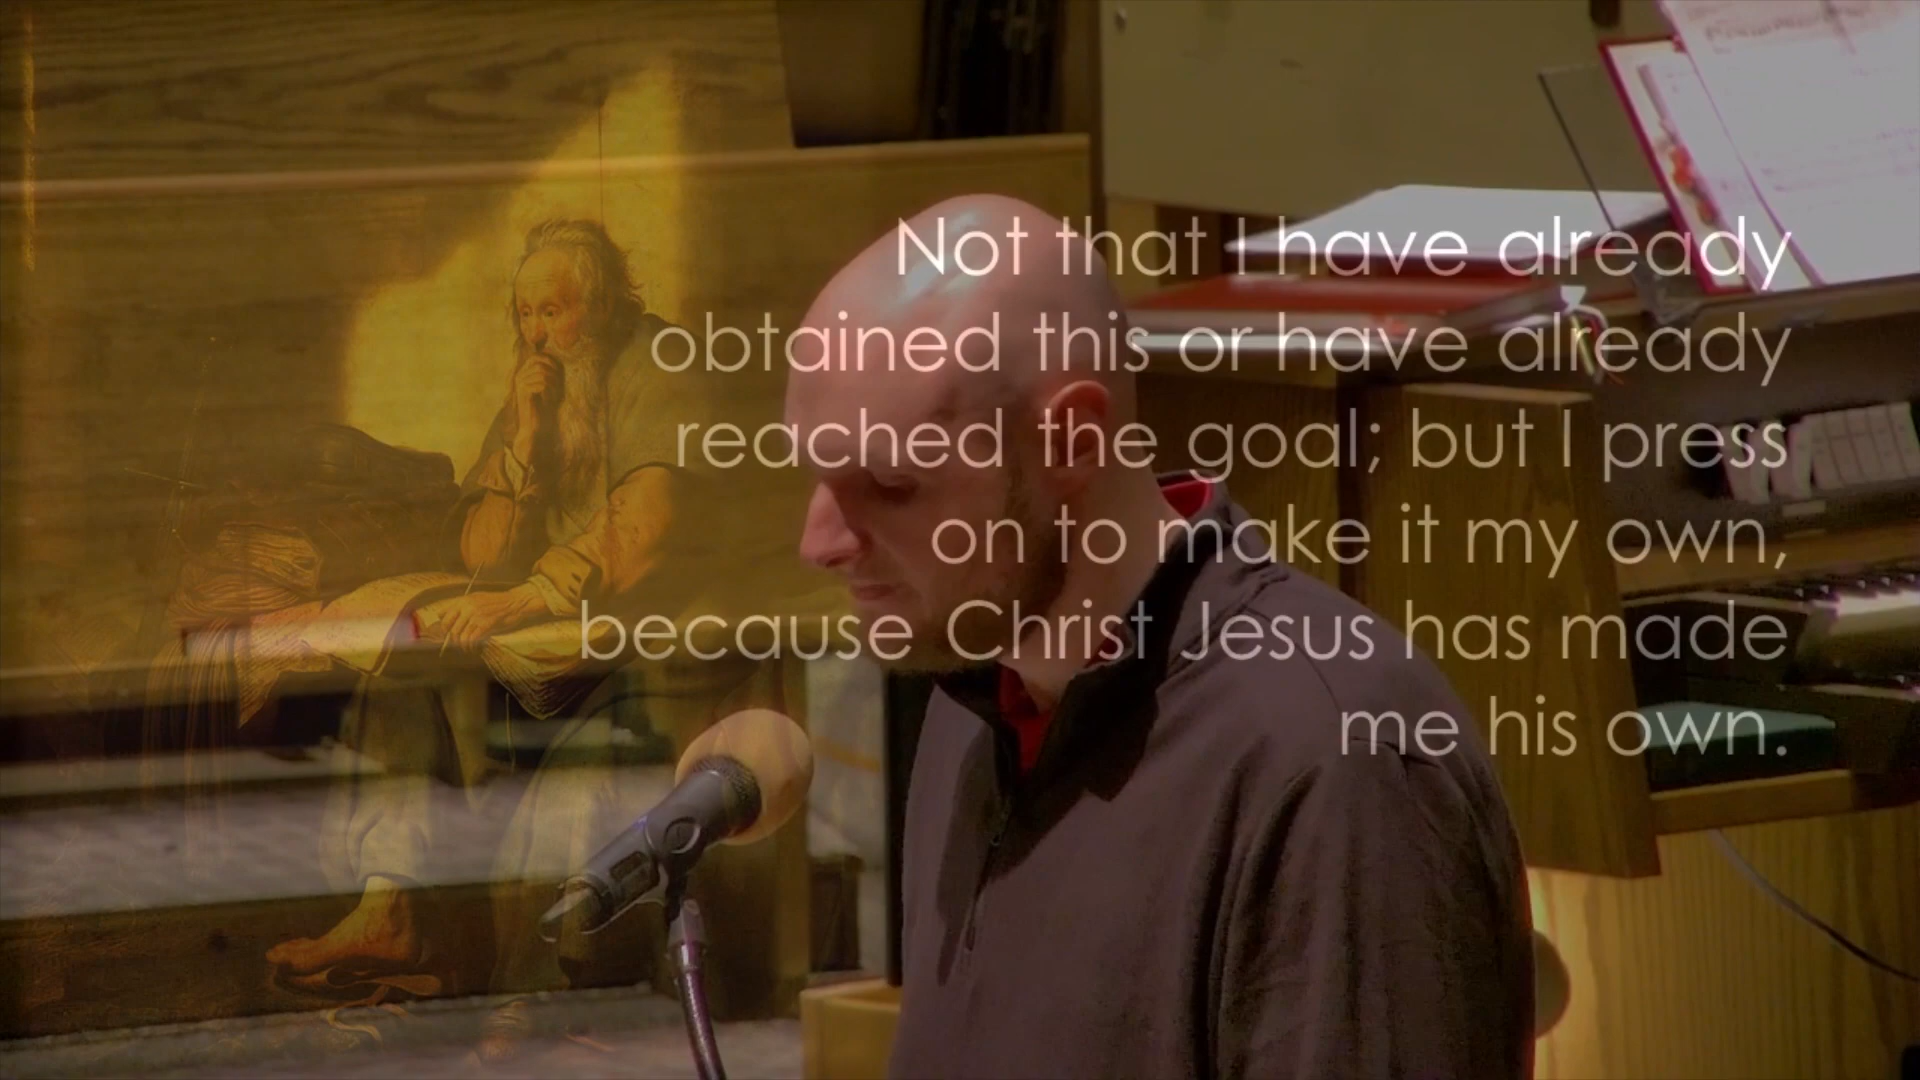 Not that I have already
obtained this or have already
reached the goal; but I press
on to make it my own,
because Christ Jesus has made
me his own.